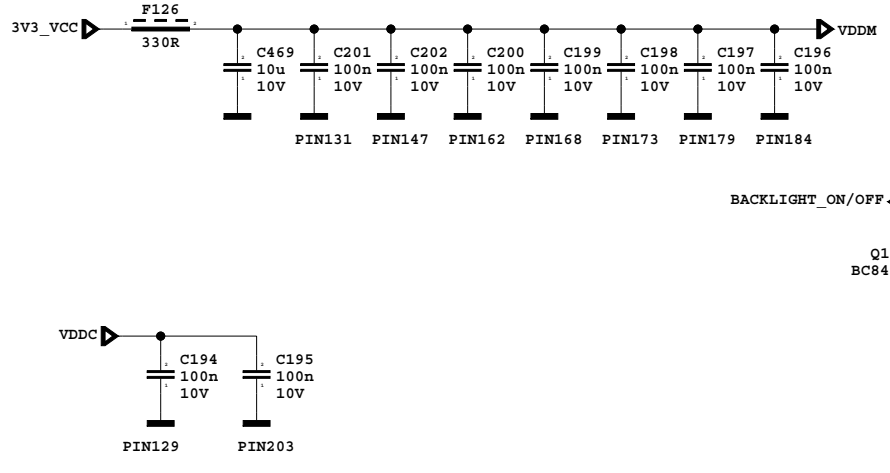 F126
3V3_VCC
330R
VDDM
C469
10u
10V
C201
100n
10V
C202
100n
10V
C200
100n
10V
C199
100n
10V
C198
100n
10V
C197
100n
10V
C196
100n
10V
PIN131 PIN147 PIN162 PIN168 PIN173 PIN179 PIN184
BACKLIGHT_ON/OFF
Q1
BC84
VDDC
C194
100n
10V
C195
100n
10V
PIN129 PIN203